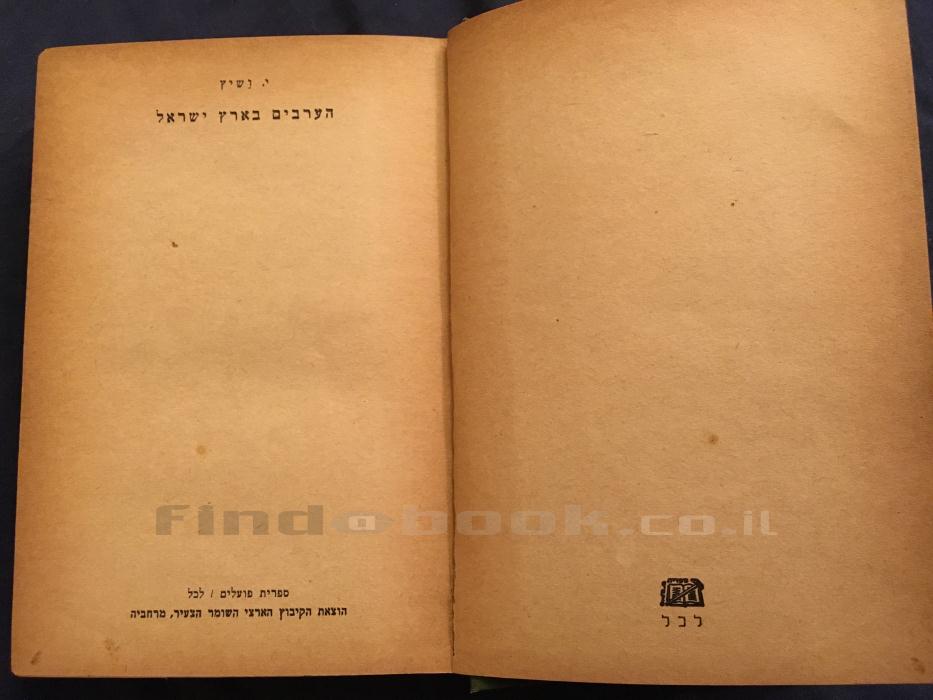 י. ושיץ
הערבים בארץ ישראל
ספרית פועלים / לכל
הוצאת הקיבוץ הארצי השומר הצעיר, מרחביה
לכל
findabook.co.il